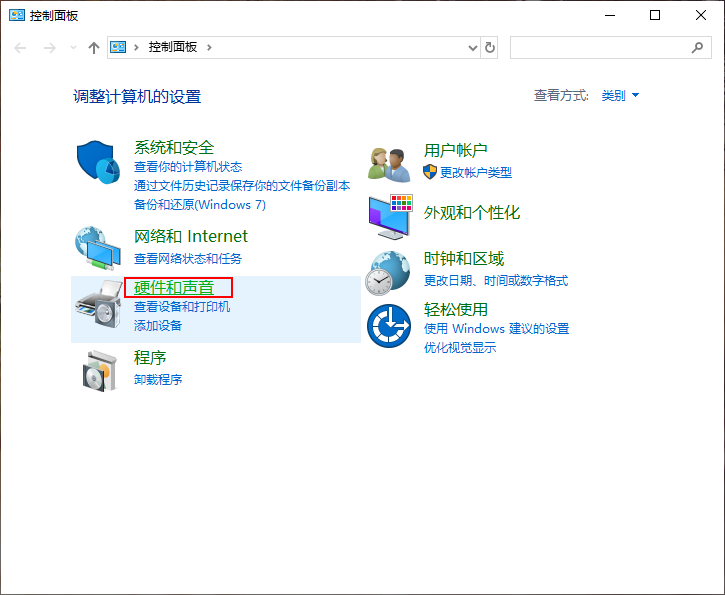 控制面板
控制面板
调整计算机的设置
查看方式: 类别
系统和安全
查看你的计算机状态
通过文件历史记录保存你的文件备份副本
备份和还原(Windows 7)
网络和 Internet
查看网络状态和任务
硬件和声音
查看设备和打印机
添加设备
程序
卸载程序
用户帐户
更改帐户类型
外观和个性化
时钟和区域
更改日期、时间或数字格式
轻松使用
使用 Windows 建议的设置
优化视觉显示